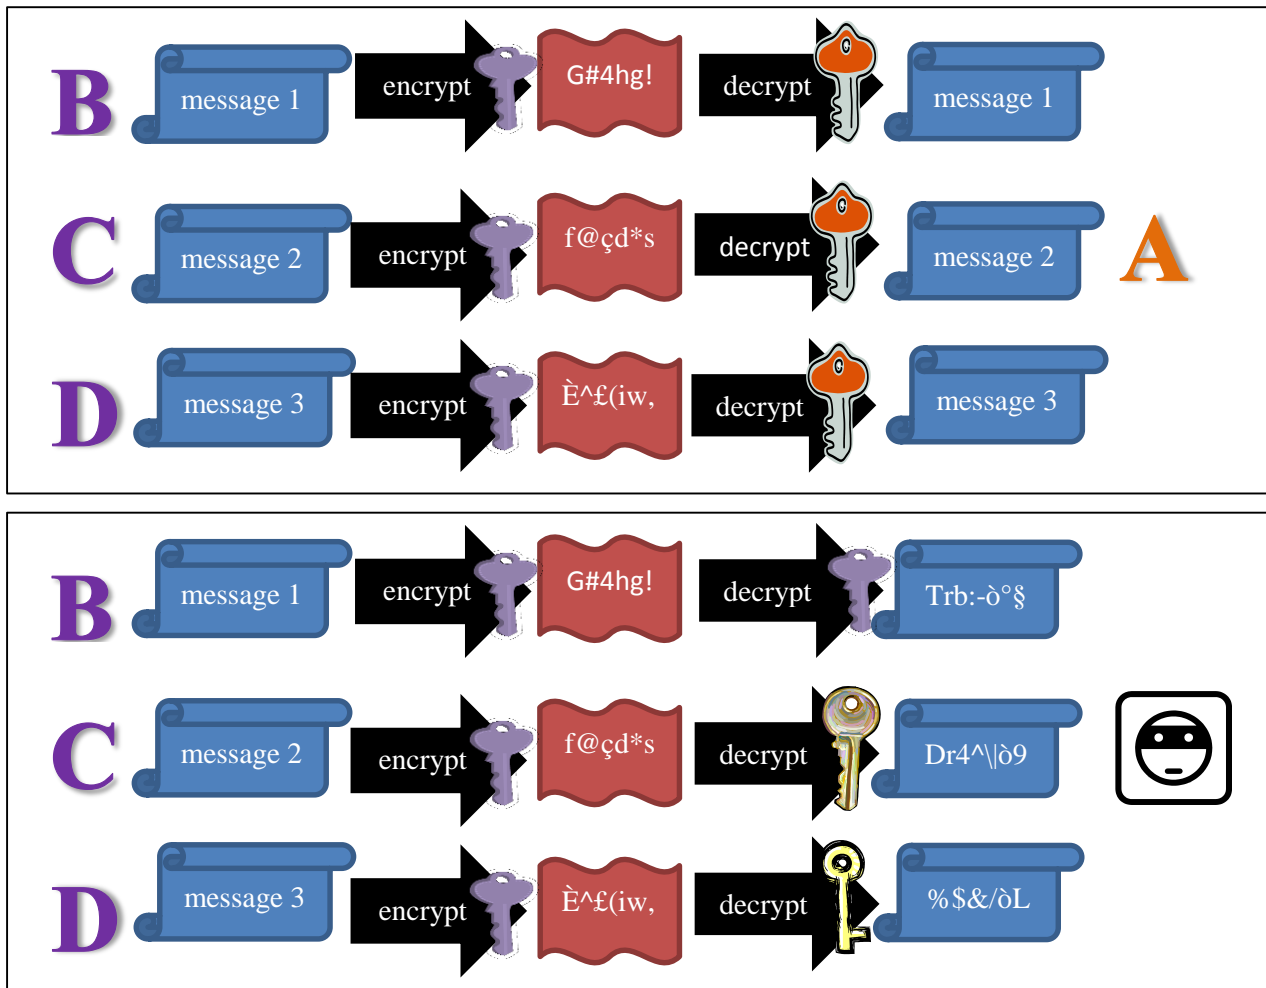 B message 1 encrypt G#4hg! decrypt message 1
C message 2 encrypt f@çd*s decrypt message 2 A
D message 3 encrypt È^£(iw, decrypt message 3
B message 1 encrypt G#4hg! decrypt Trb:-ò°§
C message 2 encrypt f@çd*s decrypt Dr4^\|ò9
D message 3 encrypt È^£(iw, decrypt %$&/òL